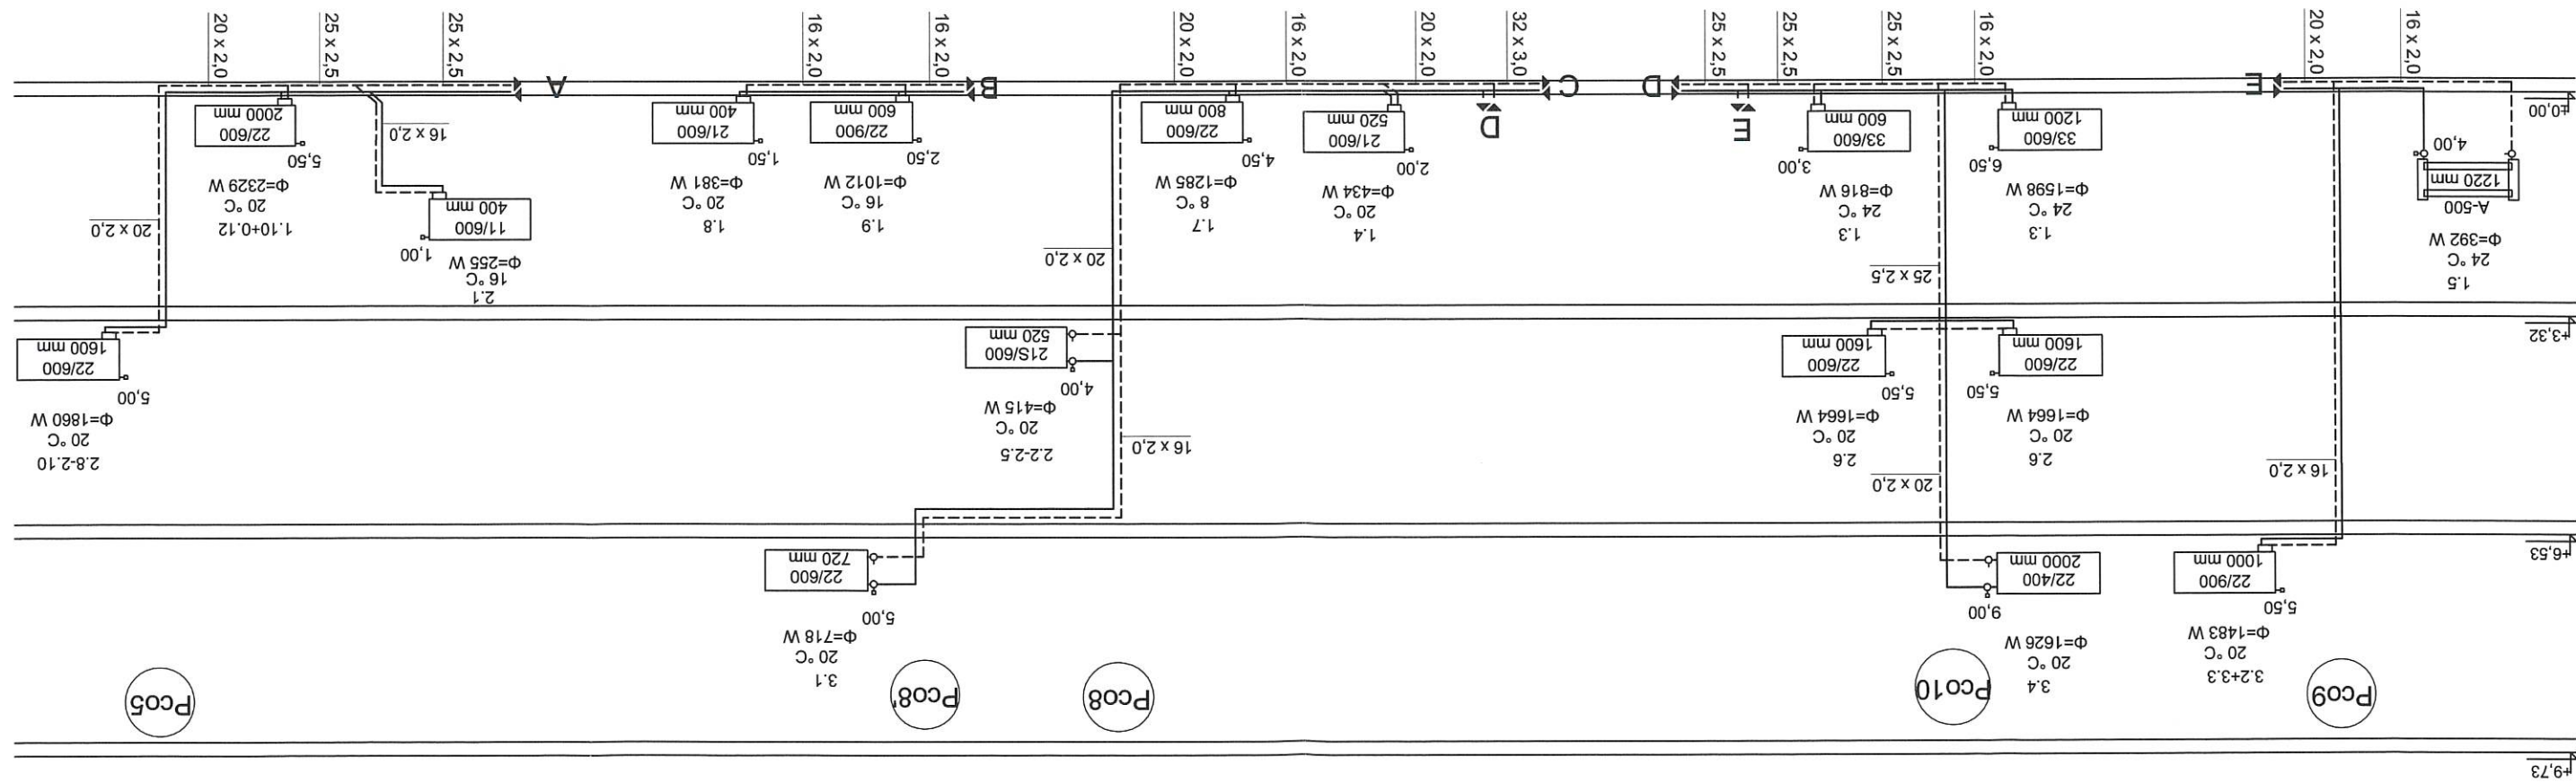 +9,73
Pco9
Pco10
Pco8
Pco8'
Pco5
3.2+3.3
20 °C
Φ=1483 W
5,50
22/900
1000 mm
3.4
20 °C
Φ=1626 W
9,00
22/400
2000 mm
3.1
20 °C
Φ=718 W
5,00
22/600
720 mm
+6,53
16 x 2,0
2.6
20 °C
Φ=1664 W
5,50
22/600
1600 mm
20 x 2,0
2.6
20 °C
Φ=1664 W
5,50
22/600
1600 mm
16 x 2,0
2.2-2.5
20 °C
Φ=415 W
4,00
21S/600
520 mm
2.8-2.10
20 °C
Φ=1860 W
5,00
22/600
1600 mm
+3,32
1.5
24 °C
Φ=392 W
A-500
1220 mm
4,00
1.3
24 °C
Φ=1598 W
6,50
33/600
1200 mm
25 x 2,5
1.3
24 °C
Φ=816 W
3,00
33/600
600 mm
E
1.4
20 °C
Φ=434 W
2,00
21/600
520 mm
D
1.7
8 °C
Φ=1285 W
4,50
22/600
800 mm
20 x 2,0
1.9
16 °C
Φ=1012 W
2,50
22/900
600 mm
1.8
20 °C
Φ=381 W
1,50
21/600
400 mm
2.1
16 °C
Φ=255 W
1,00
11/600
400 mm
16 x 2,0
1.10+0.12
20 °C
Φ=2329 W
5,50
22/600
2000 mm
20 x 2,0
±0,00
E
D
C
B
A
16 x 2,0
20 x 2,0
16 x 2,0
25 x 2,5
25 x 2,5
25 x 2,5
32 x 3,0
20 x 2,0
16 x 2,0
20 x 2,0
16 x 2,0
16 x 2,0
25 x 2,5
25 x 2,5
20 x 2,0